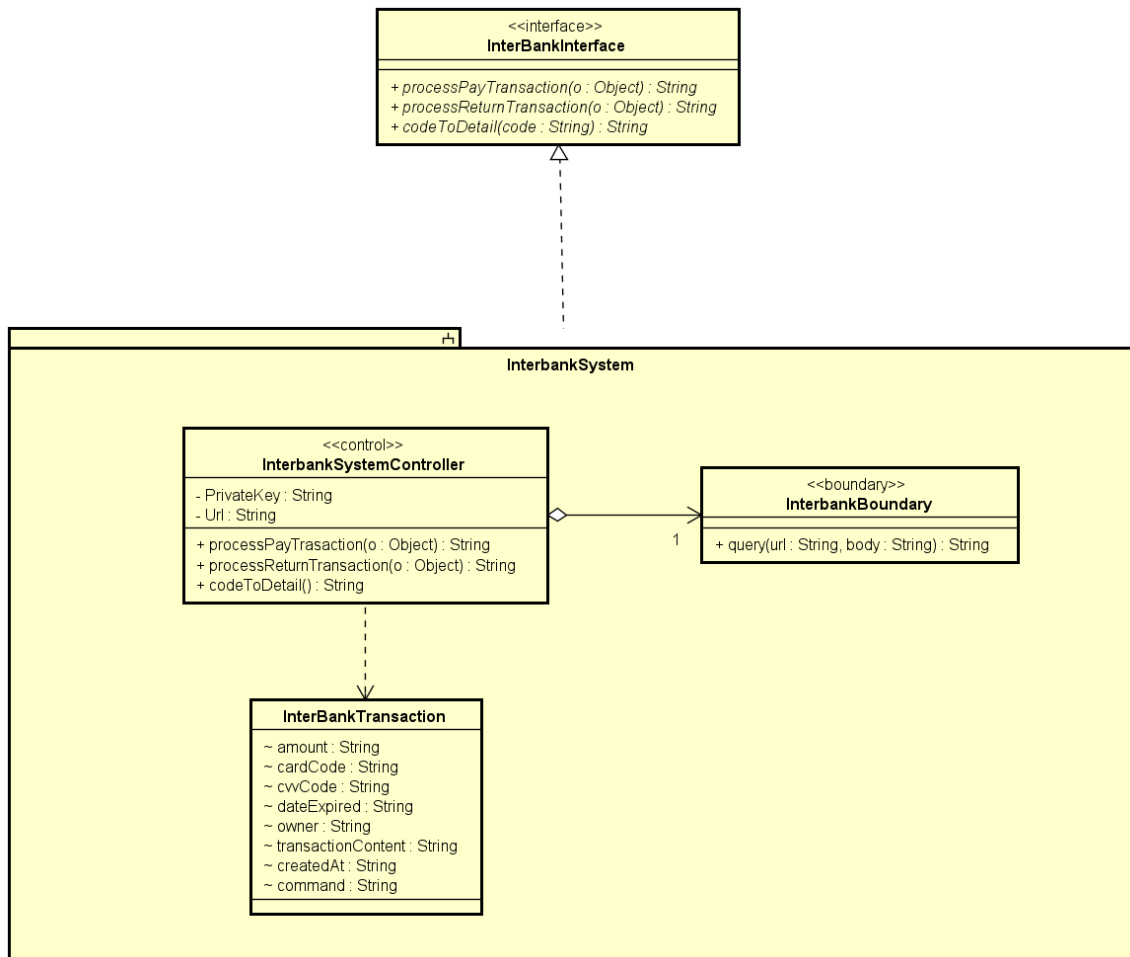 <<interface>>
InterBankInterface
+ processPayTransaction(o : Object) : String
+ processReturnTransaction(o : Object) : String
+ codeToDetail(code : String) : String
InterbankSystem
<<control>>
InterbankSystemController
- PrivateKey : String
- Url : String
+ processPayTrasaction(o : Object) : String
+ processReturnTransaction(o : Object) : String
+ codeToDetail() : String
1
<<boundary>>
InterbankBoundary
+ query(url : String, body : String) : String
InterBankTransaction
~ amount : String
~ cardCode : String
~ cvvCode : String
~ dateExpired : String
~ owner : String
~ transactionContent : String
~ createdAt : String
~ command : String